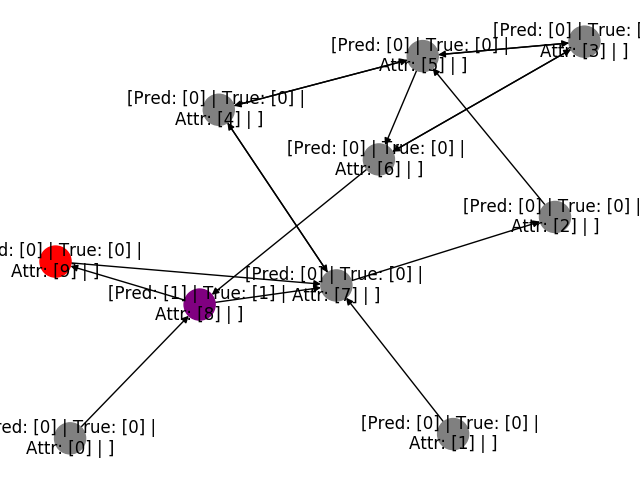 [Pred: [0] | True: [
Attr: [3] | ]
[Pred: [0] | True: [0] |
Attr: [5] | ]
[Pred: [0] | True: [0] |
Attr: [4] | ]
[Pred: [0] | True: [0] |
Attr: [6] | ]
[Pred: [0] | True: [0] |
Attr: [2] | ]
d: [0] | True: [0] |
Attr: [9] | ]
[Pred: [0] | True: [0] |
Attr: [7] | ]
[Pred: [1] | True: [1] |
Attr: [8] | ]
[Pred: [0] | True: [0] |
Attr: [1] | ]
red: [0] | True: [0] |
Attr: [0] | ]